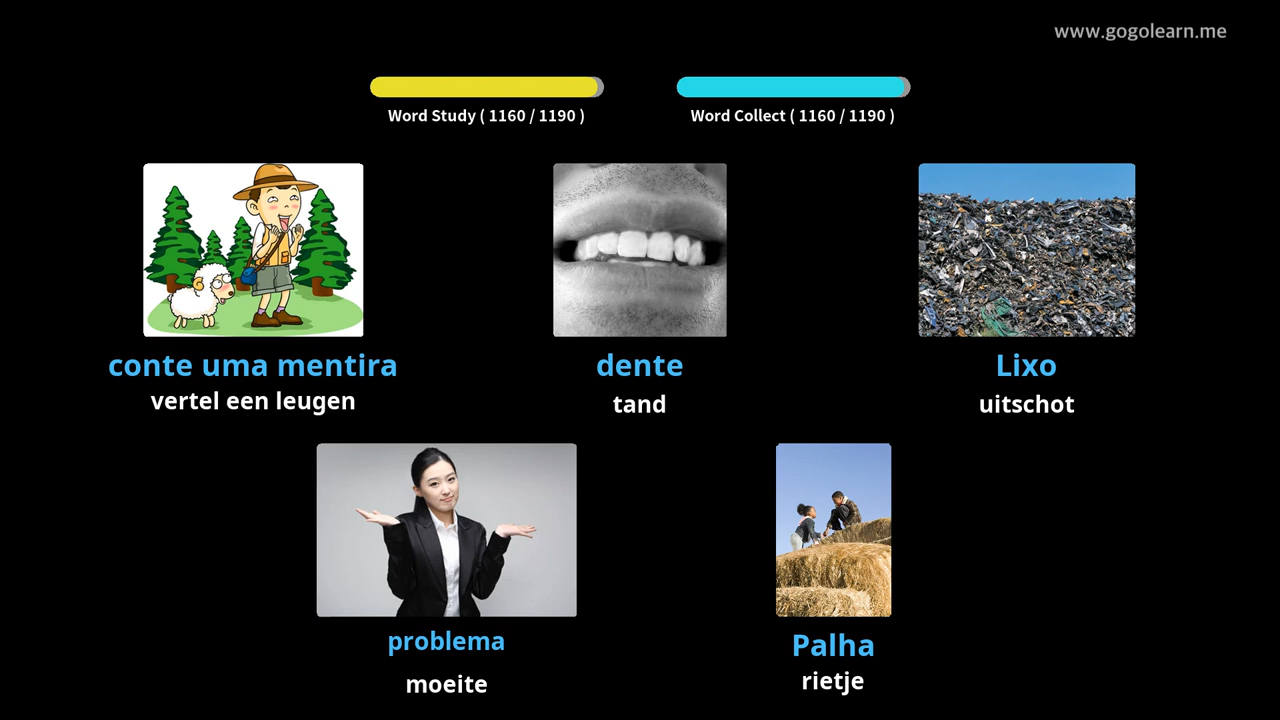 www.gogolearn.me
Word Study ( 1160 / 1190 )
Word Collect ( 1160 / 1190 )
conte uma mentira
vertel een leugen
dente
tand
Lixo
uitschot
problema
moeite
Palha
rietje